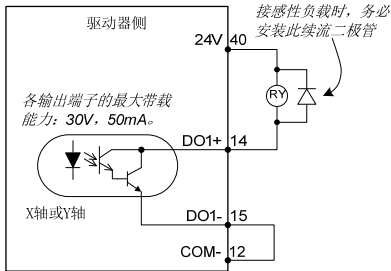 驱动器侧
接感性负载时，务必
安装此续流二极管
24V 40
RY
各输出端子的最大带载
能力：30V，50mA。
DO1+ 14
X轴或Y轴
DO1- 15
COM- 12